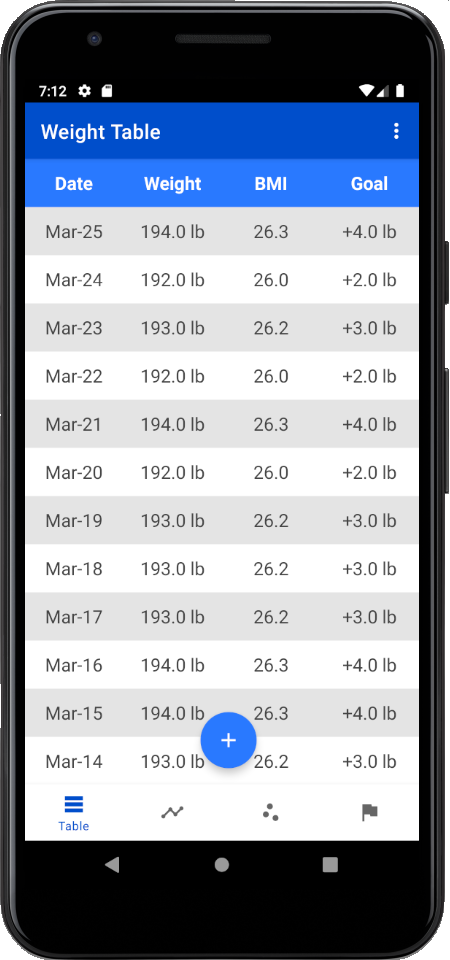 7:12
Weight Table
Date Weight BMI Goal
Mar-25 194.0 lb 26.3 +4.0 lb
Mar-24 192.0 lb 26.0 +2.0 lb
Mar-23 193.0 lb 26.2 +3.0 lb
Mar-22 192.0 lb 26.0 +2.0 lb
Mar-21 194.0 lb 26.3 +4.0 lb
Mar-20 192.0 lb 26.0 +2.0 lb
Mar-19 193.0 lb 26.2 +3.0 lb
Mar-18 193.0 lb 26.2 +3.0 lb
Mar-17 193.0 lb 26.2 +3.0 lb
Mar-16 194.0 lb 26.3 +4.0 lb
Mar-15 194.0 lb 26.3 +4.0 lb
Mar-14 193.0 lb 26.2 +3.0 lb
Table